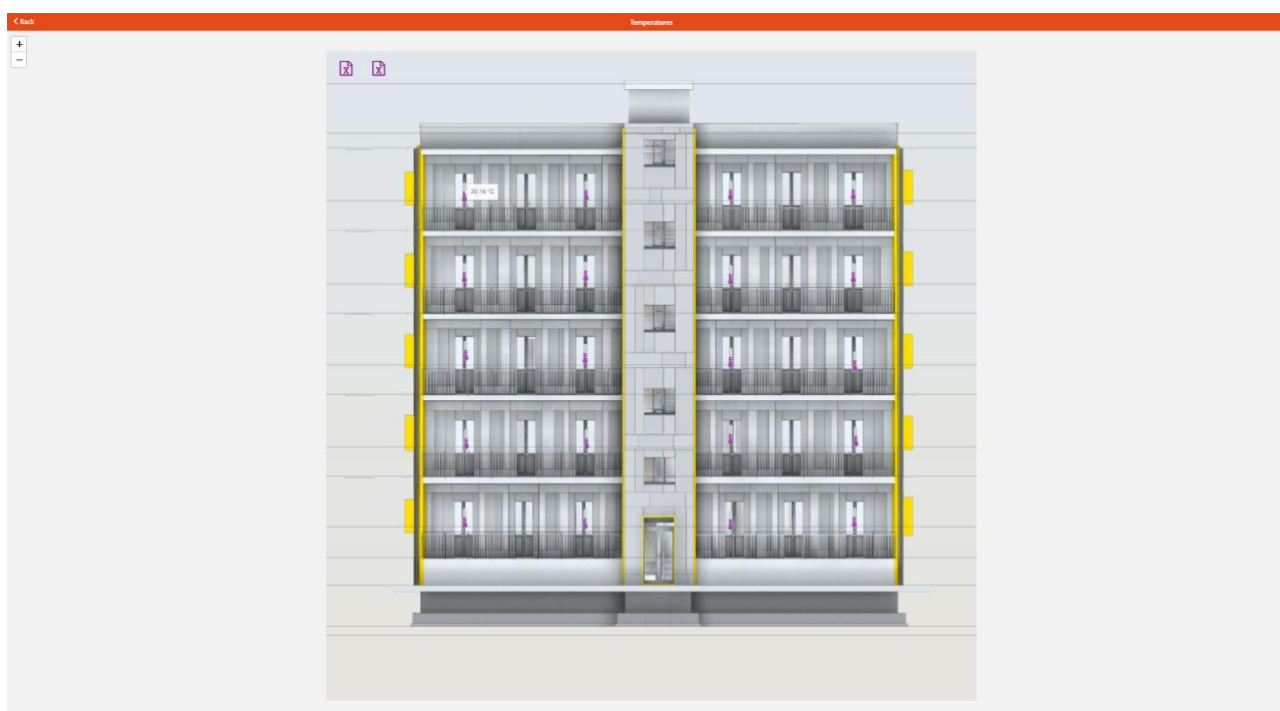 Back
Temperatures
+
−
X X
20.19 °C